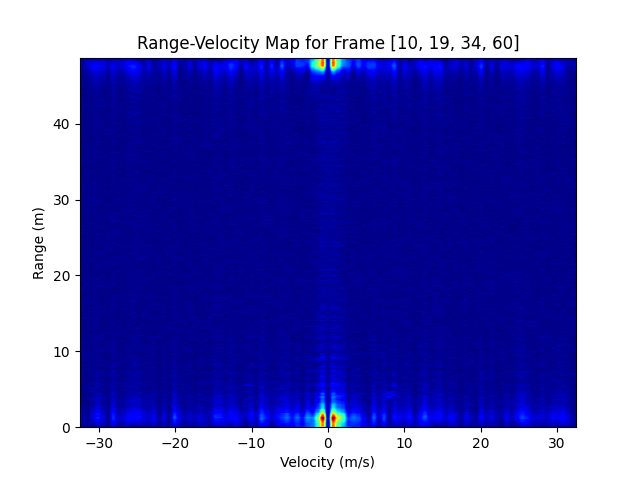 Range-Velocity Map for Frame [10, 19, 34, 60]
40
30
20
10
0
Range (m)
−30 −20 −10 0 10 20 30
Velocity (m/s)